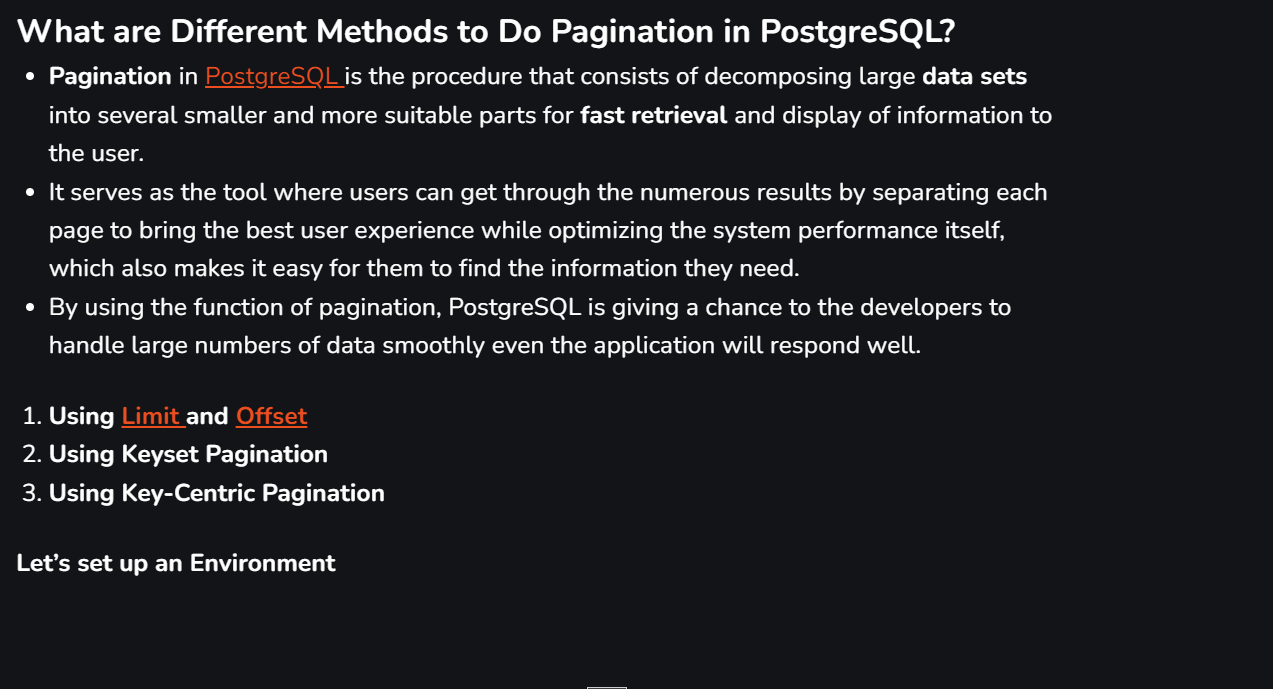 What are Different Methods to Do Pagination in PostgreSQL?
• Pagination in PostgreSQL is the procedure that consists of decomposing large data sets
into several smaller and more suitable parts for fast retrieval and display of information to
the user.
• It serves as the tool where users can get through the numerous results by separating each
page to bring the best user experience while optimizing the system performance itself,
which also makes it easy for them to find the information they need.
• By using the function of pagination, PostgreSQL is giving a chance to the developers to
handle large numbers of data smoothly even the application will respond well.
1. Using Limit and Offset
2. Using Keyset Pagination
3. Using Key-Centric Pagination
Let’s set up an Environment